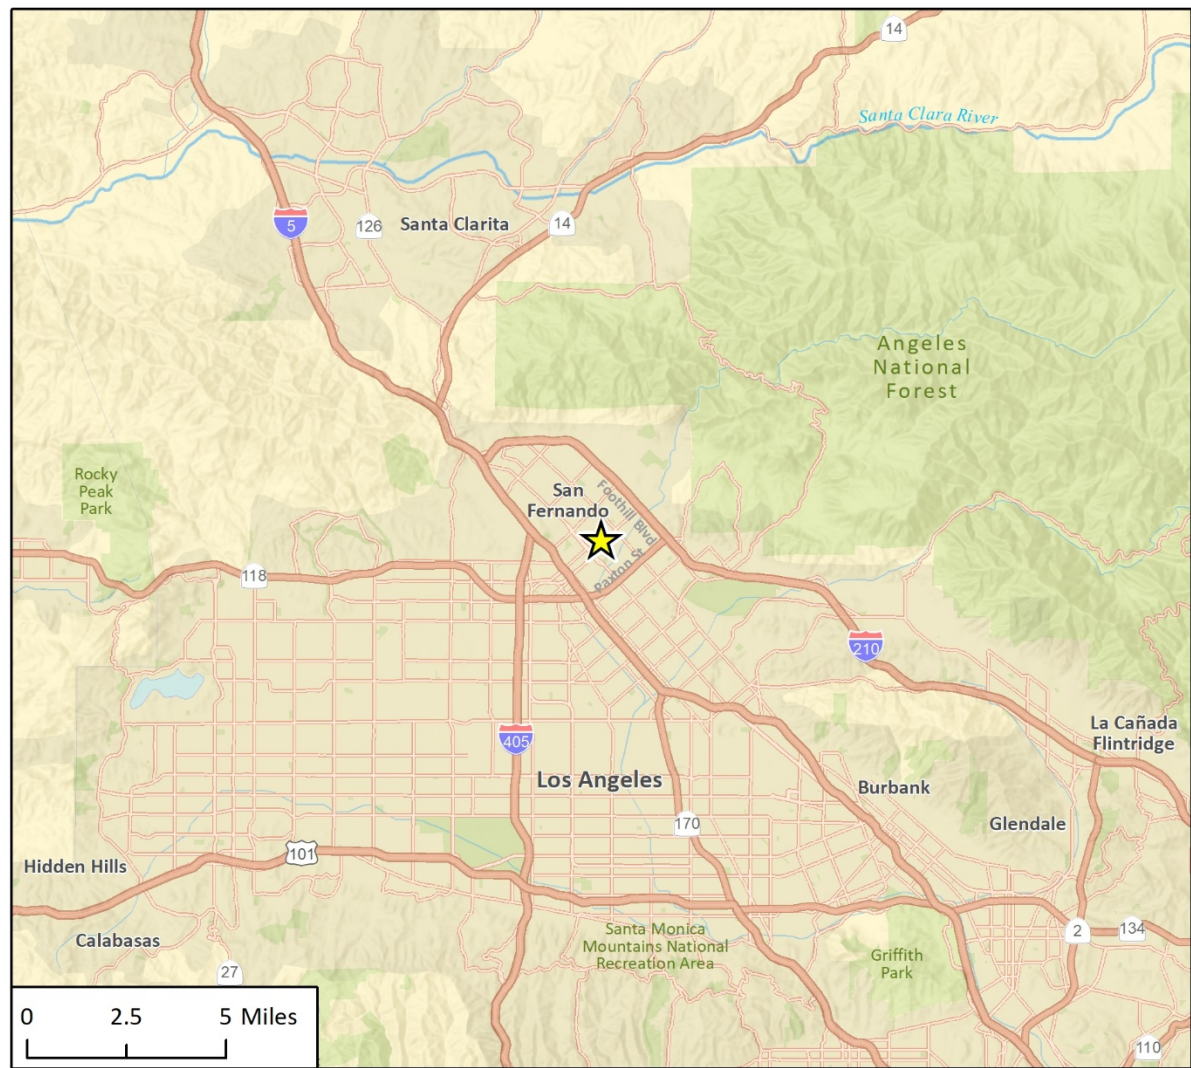 14
Santa Clara River
5
126
Santa Clarita
14
Angeles
National
Forest
Rocky
Peak
Park
San
Fernando
Foothill Blvd
Paxton St
118
210
405
La Cañada
Flintridge
Los Angeles
Burbank
170
Glendale
101
Hidden Hills
Calabasas
Santa Monica
Mountains National
Recreation Area
2
134
Griffith
Park
27
0 2.5 5 Miles
110